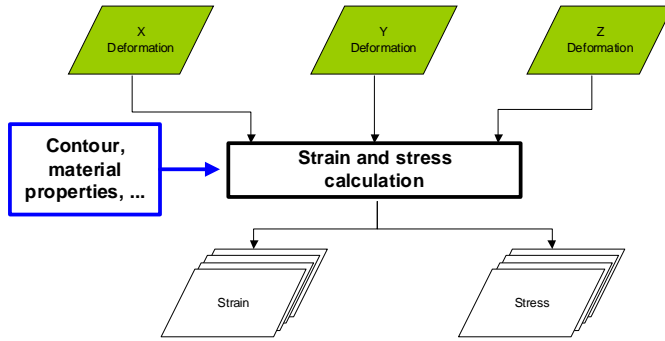 X
Deformation
Y
Deformation
Z
Deformation
Contour,
material
properties, ...
Strain and stress
calculation
Strain
Stress